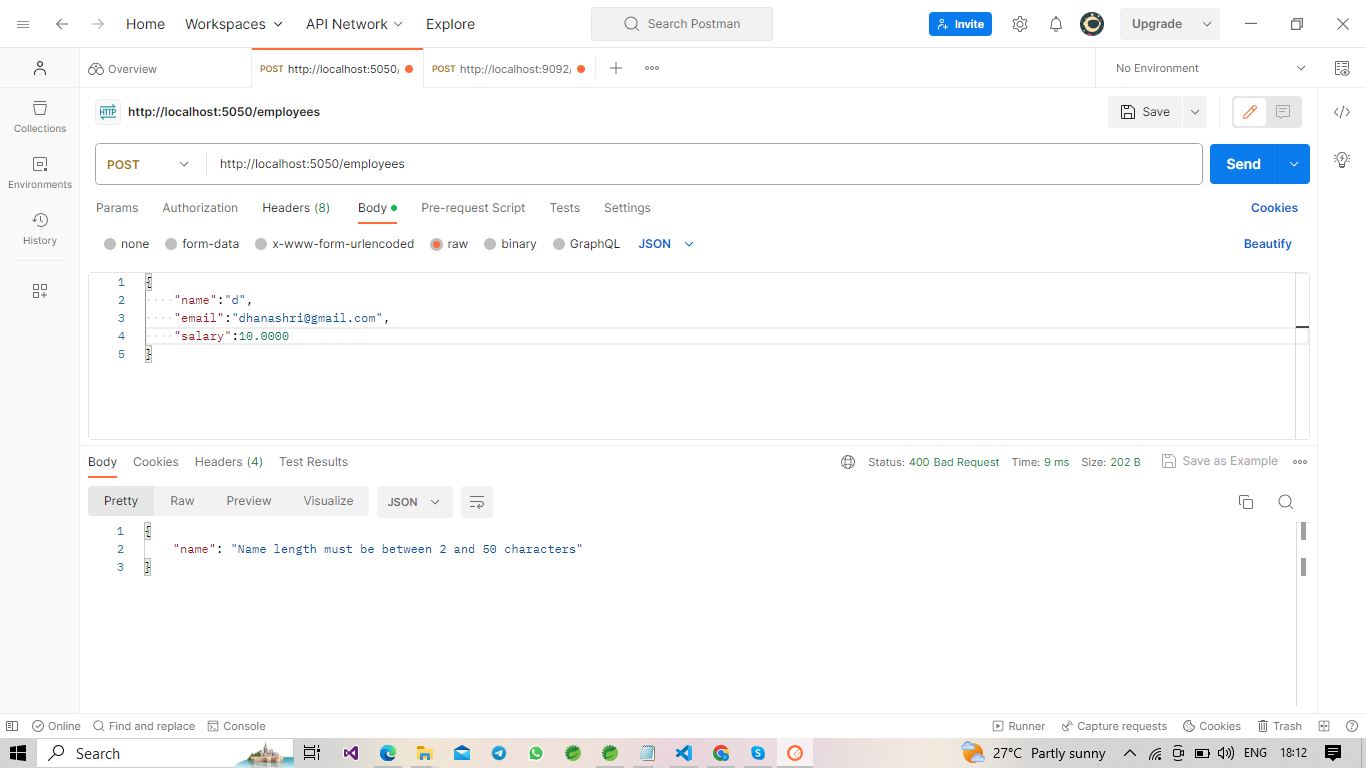 Home Workspaces API Network Explore Search Postman Invite Upgrade
Overview POST http://localhost:5050/ POST http://localhost:9092/ No Environment
HTTP http://localhost:5050/employees Save
POST http://localhost:5050/employees Send
Collections
Environments
History
Params Authorization Headers (8) Body Pre-request Script Tests Settings Cookies
none form-data x-www-form-urlencoded raw binary GraphQL JSON Beautify
1 {
2 "name":"d",
3 "email":"dhanashri@gmail.com",
4 "salary":10.0000
5 }
Body Cookies Headers (4) Test Results Status: 400 Bad Request Time: 9 ms Size: 202 B Save as Example
Pretty Raw Preview Visualize JSON
1 {
2 "name": "Name length must be between 2 and 50 characters"
3 }
Online Find and replace Console Runner Capture requests Cookies Trash
Search 27°C Partly sunny ENG 18:12